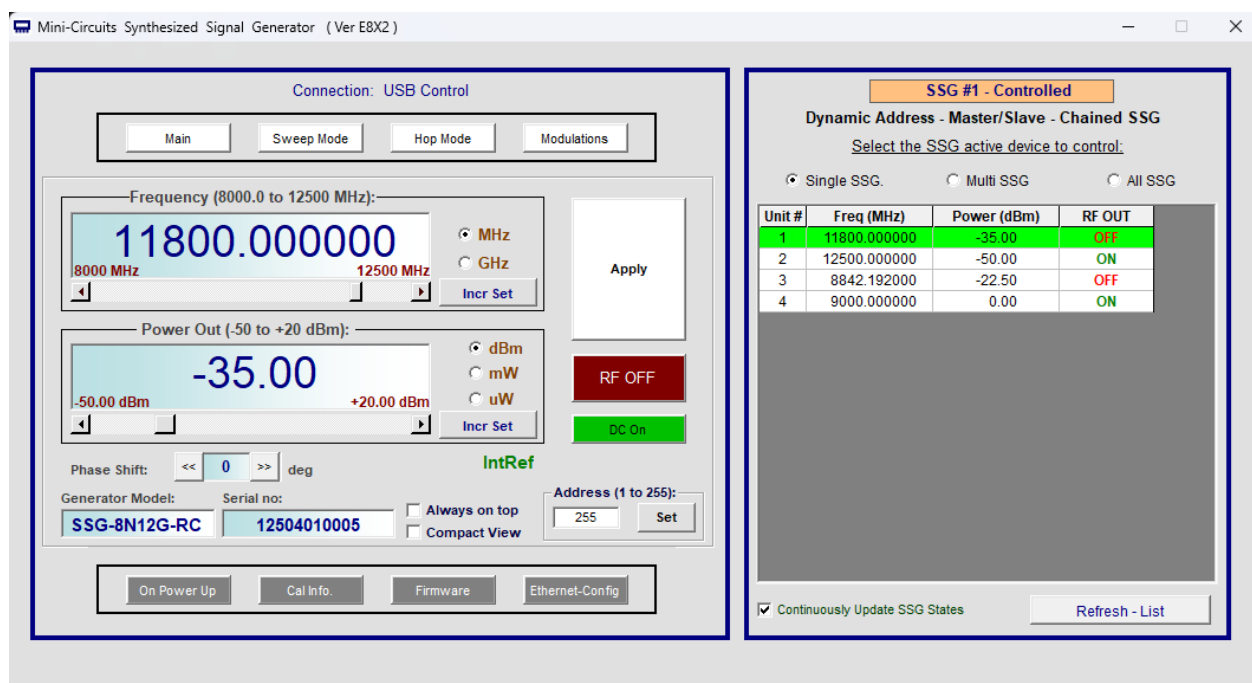 Mini-Circuits Synthesized Signal Generator ( Ver E8X2 )
Connection: USB Control
Main Sweep Mode Hop Mode Modulations
Frequency (8000.0 to 12500 MHz):
11800.000000
8000 MHz 12500 MHz
MHz
GHz
Incr Set
Apply
Power Out (-50 to +20 dBm):
-35.00
-50.00 dBm +20.00 dBm
dBm
mW
uW
Incr Set
RF OFF
DC On
Phase Shift: << 0 >> deg
IntRef
Generator Model: Serial no:
SSG-8N12G-RC 12504010005
Always on top
Compact View
Address (1 to 255):
255 Set
On Power Up Cal Info. Firmware Ethernet-Config
SSG #1 - Controlled
Dynamic Address - Master/Slave - Chained SSG
Select the SSG active device to control:
Single SSG. Multi SSG All SSG
Unit # Freq (MHz) Power (dBm) RF OUT
1 11800.000000 -35.00 OFF
2 12500.000000 -50.00 ON
3 8842.192000 -22.50 OFF
4 9000.000000 0.00 ON
Continuously Update SSG States
Refresh - List